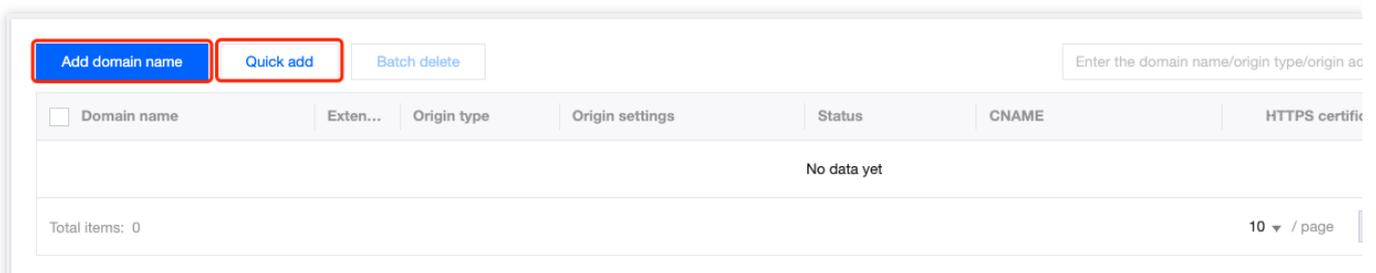 Add domain name Quick add Batch delete Enter the domain name/origin type/origin ad
Domain name Exten... Origin type Origin settings Status CNAME HTTPS certific
No data yet
Total items: 0 10 / page